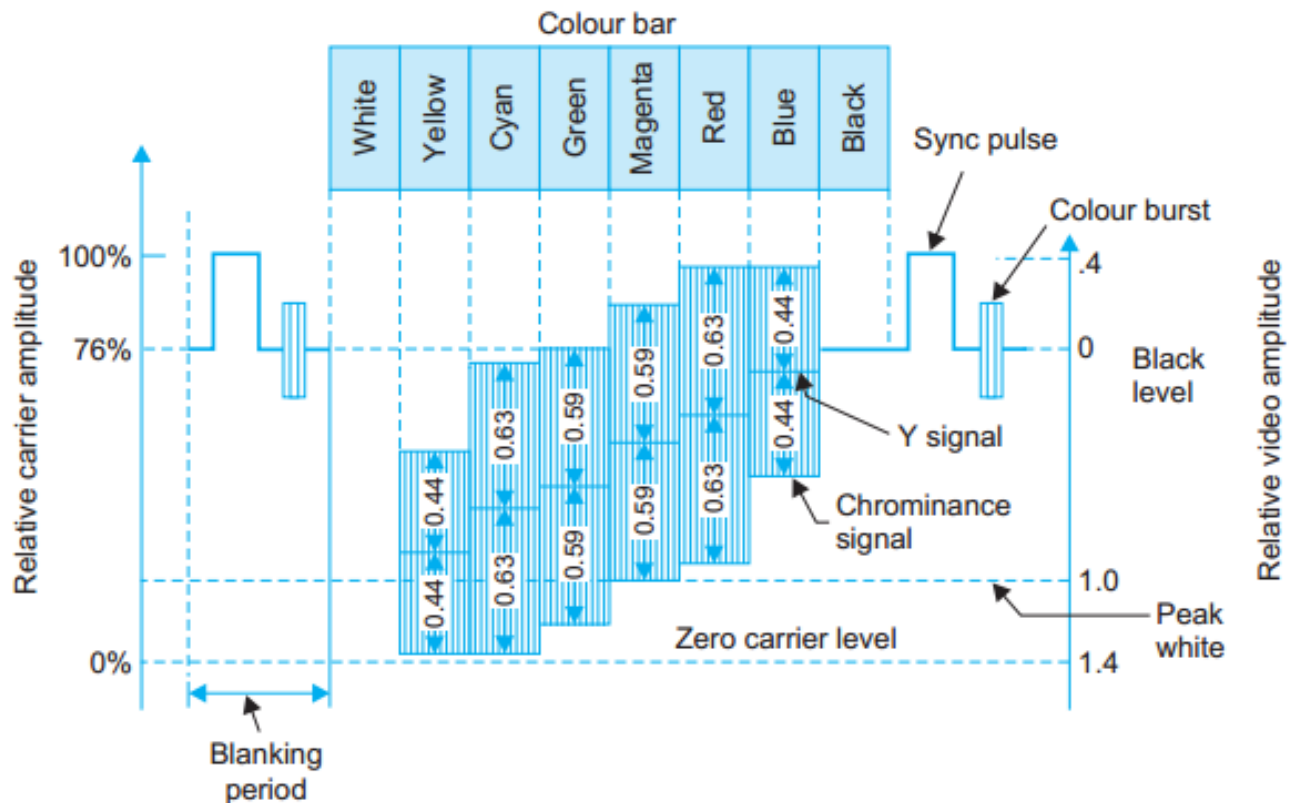 Colour bar
White
Yellow
Cyan
Green
Magenta
Red
Blue
Black
Sync pulse
Colour burst
Relative carrier amplitude
100%
76%
0%
0.44
0.44
0.63
0.63
0.59
0.59
0.59
0.59
0.63
0.63
0.44
0.44
.4
0
1.0
1.4
Black
level
Relative video amplitude
Y signal
Chrominance
signal
Peak
white
Zero carrier level
Blanking
period